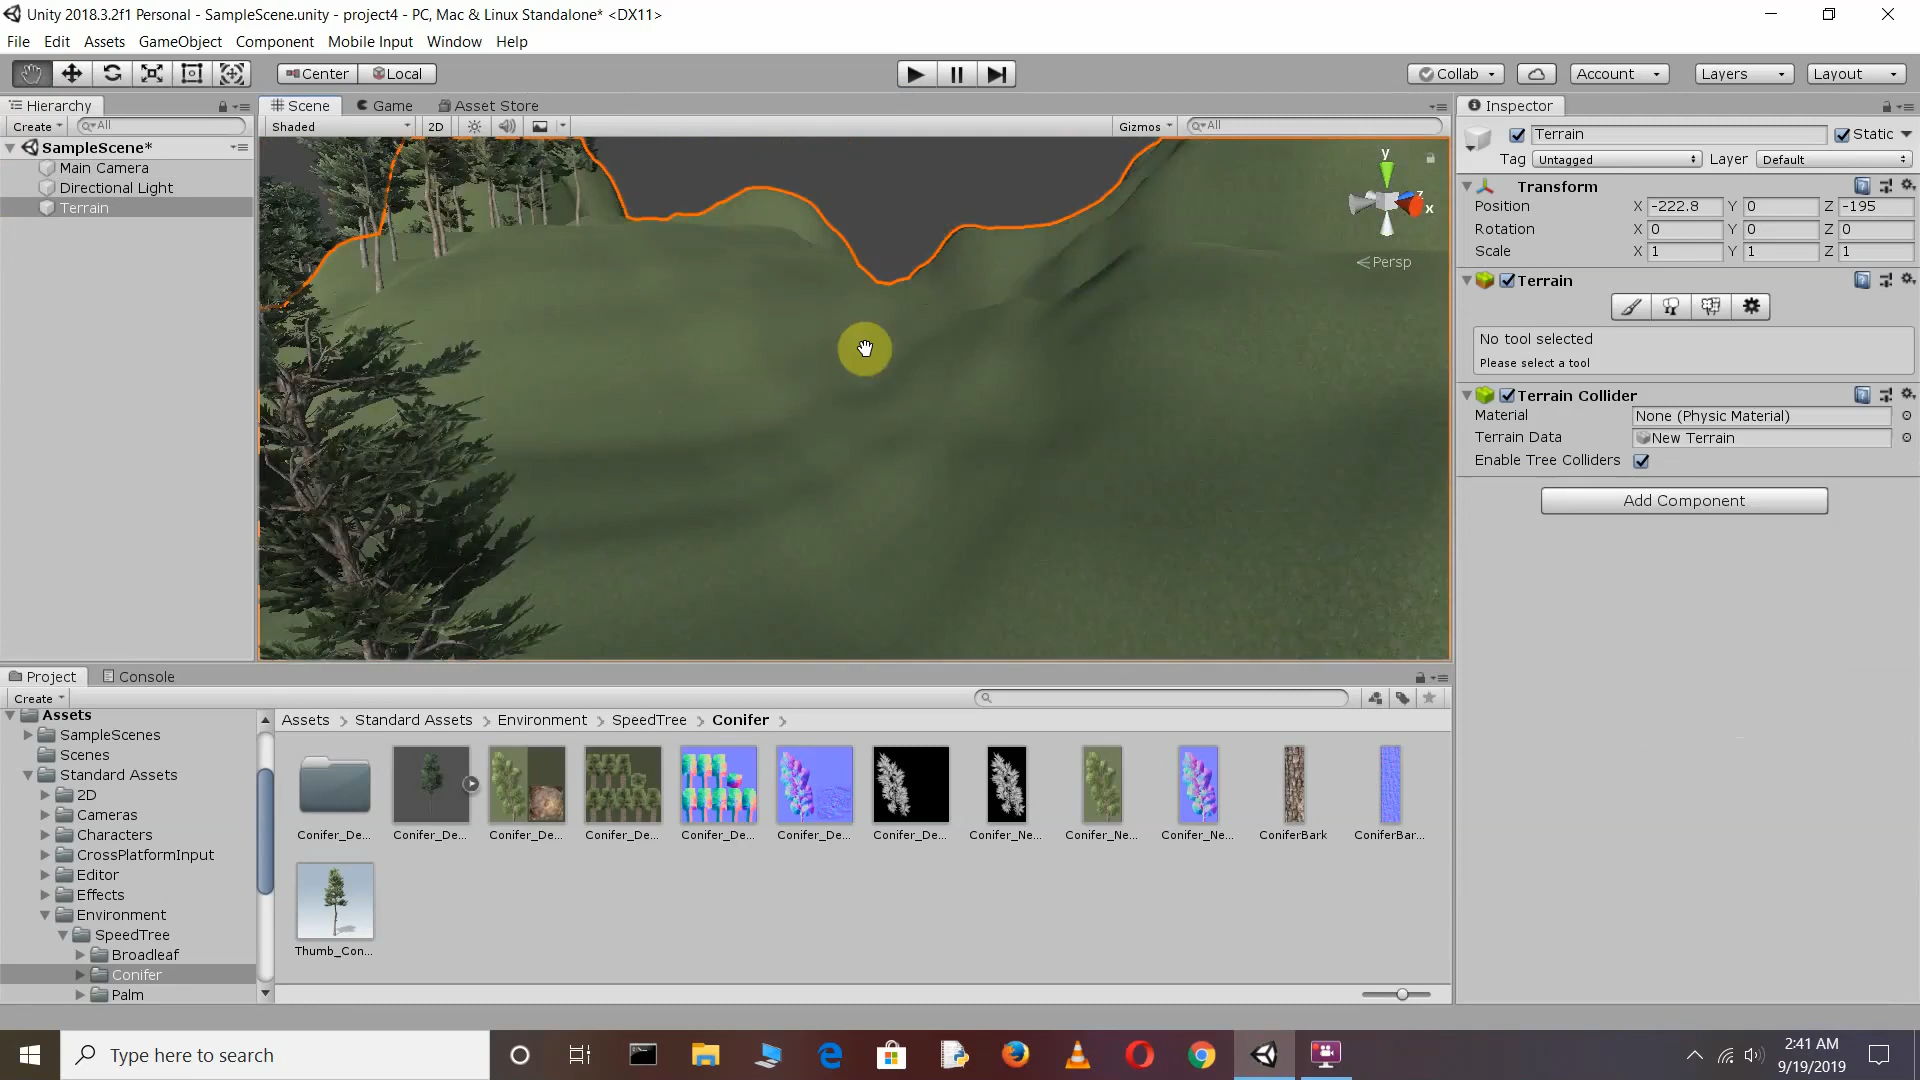 Unity 2018.3.2f1 Personal - SampleScene.unity - project4 - PC, Mac & Linux Standalone* <DX11>
File Edit Assets GameObject Component Mobile Input Window Help
Center Local
Collab Account Layers Layout
Hierarchy
Create All
SampleScene*
Main Camera
Directional Light
Terrain
Scene Game Asset Store
Shaded 2D Gizmos All
y
z
x
Persp
Inspector
Terrain Static
Tag Untagged Layer Default
Transform
Position X -222.8 Y 0 Z -195
Rotation X 0 Y 0 Z 0
Scale X 1 Y 1 Z 1
Terrain
No tool selected
Please select a tool
Terrain Collider
Material None (Physic Material)
Terrain Data New Terrain
Enable Tree Colliders
Add Component
Project Console
Create
Assets
SampleScenes
Scenes
Standard Assets
2D
Cameras
Characters
CrossPlatformInput
Editor
Effects
Environment
SpeedTree
Broadleaf
Conifer
Palm
Assets Standard Assets Environment SpeedTree Conifer
Conifer_De... Conifer_De... Conifer_De... Conifer_De... Conifer_De... Conifer_De... Conifer_De... Conifer_Ne... Conifer_Ne... Conifer_Ne... ConiferBark ConiferBar...
Thumb_Con...
Type here to search
2:41 AM
9/19/2019